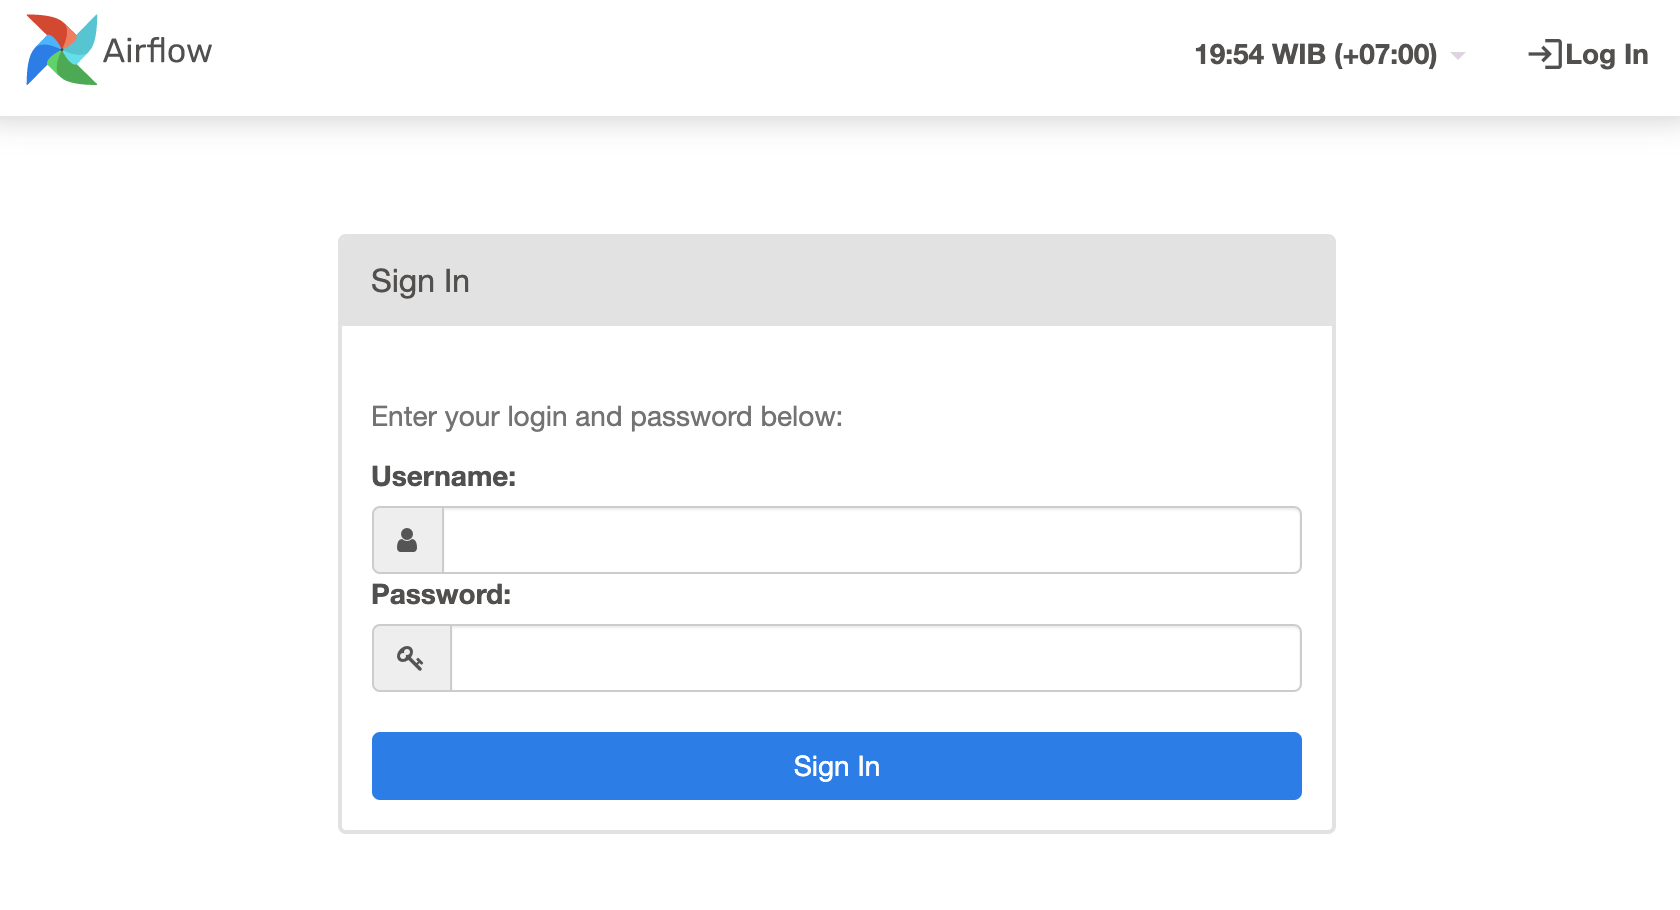 Airflow
19:54 WIB (+07:00)
Log In
Sign In
Enter your login and password below:
Username:
Password:
Sign In